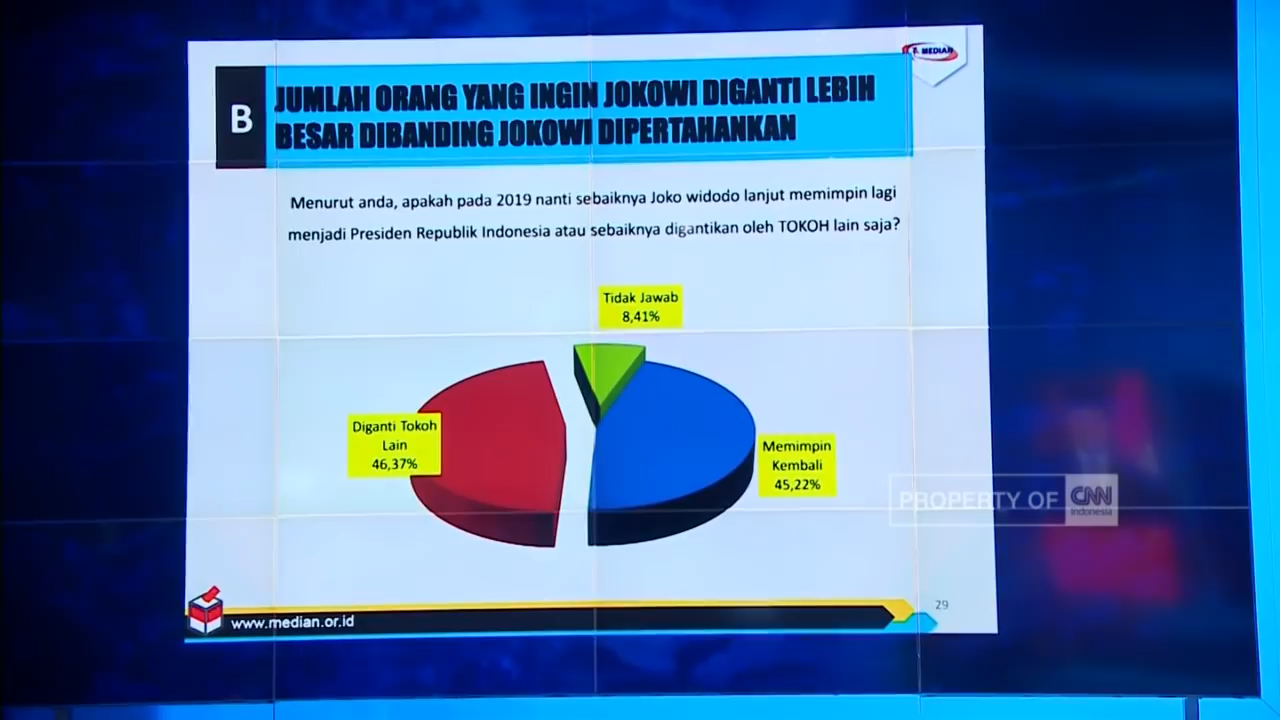 MEDIAN
B
JUMLAH ORANG YANG INGIN JOKOWI DIGANTI LEBIH
BESAR DIBANDING JOKOWI DIPERTAHANKAN
Menurut anda, apakah pada 2019 nanti sebaiknya Joko widodo lanjut memimpin lagi
menjadi Presiden Republik Indonesia atau sebaiknya digantikan oleh TOKOH lain saja?
Tidak Jawab
8,41%
Diganti Tokoh
Lain
46,37%
Memimpin
Kembali
45,22%
PROPERTY OF CNN
Indonesia
29
www.median.or.id